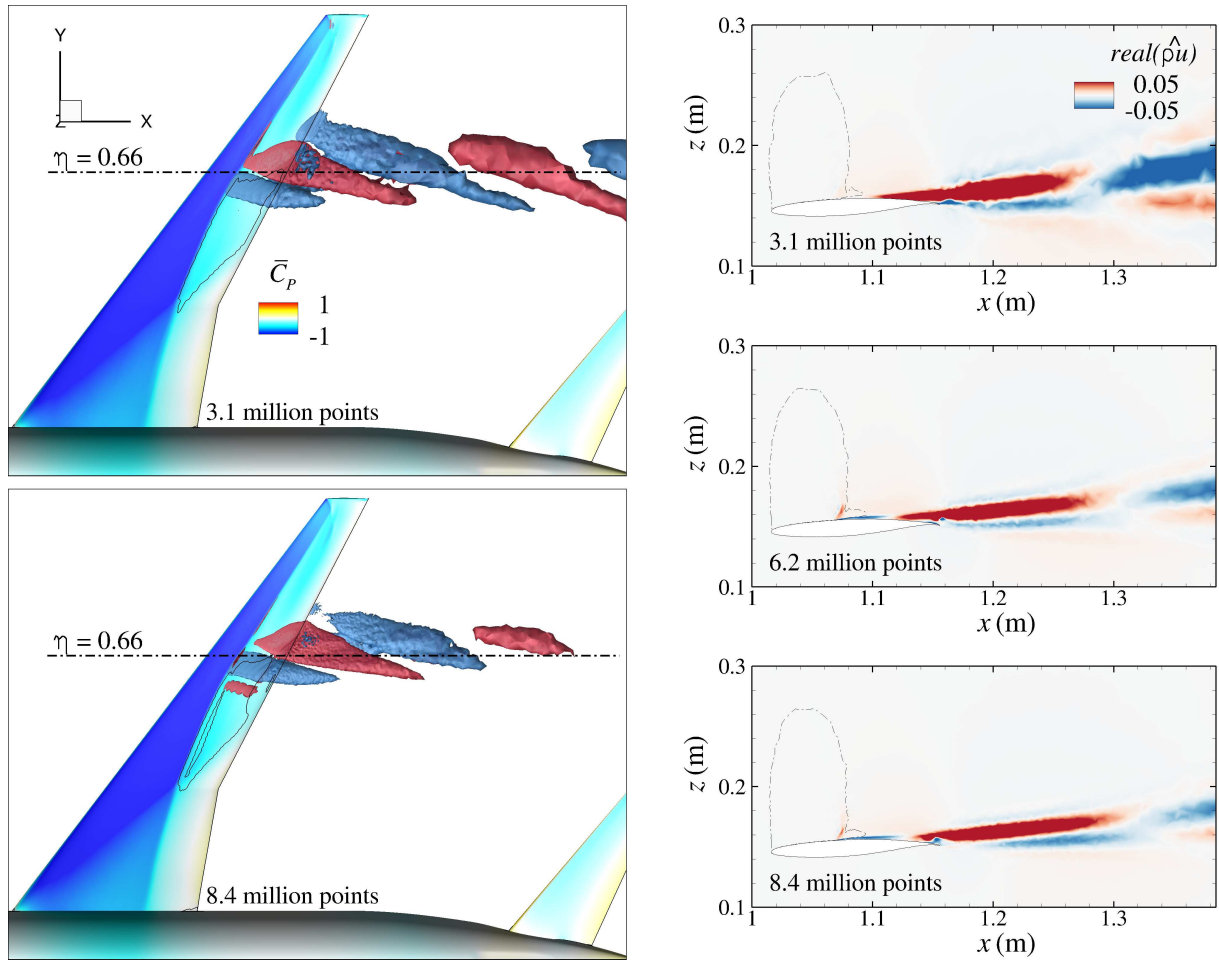 Y
Z
X
η = 0.66
C̅_P
1
-1
3.1 million points
η = 0.66
8.4 million points
0.3
z (m)
0.2
0.1
real(ρ̂u)
0.05
-0.05
3.1 million points
1
1.1
1.2
1.3
x (m)
0.3
z (m)
0.2
0.1
6.2 million points
1
1.1
1.2
1.3
x (m)
0.3
z (m)
0.2
0.1
8.4 million points
1
1.1
1.2
1.3
x (m)